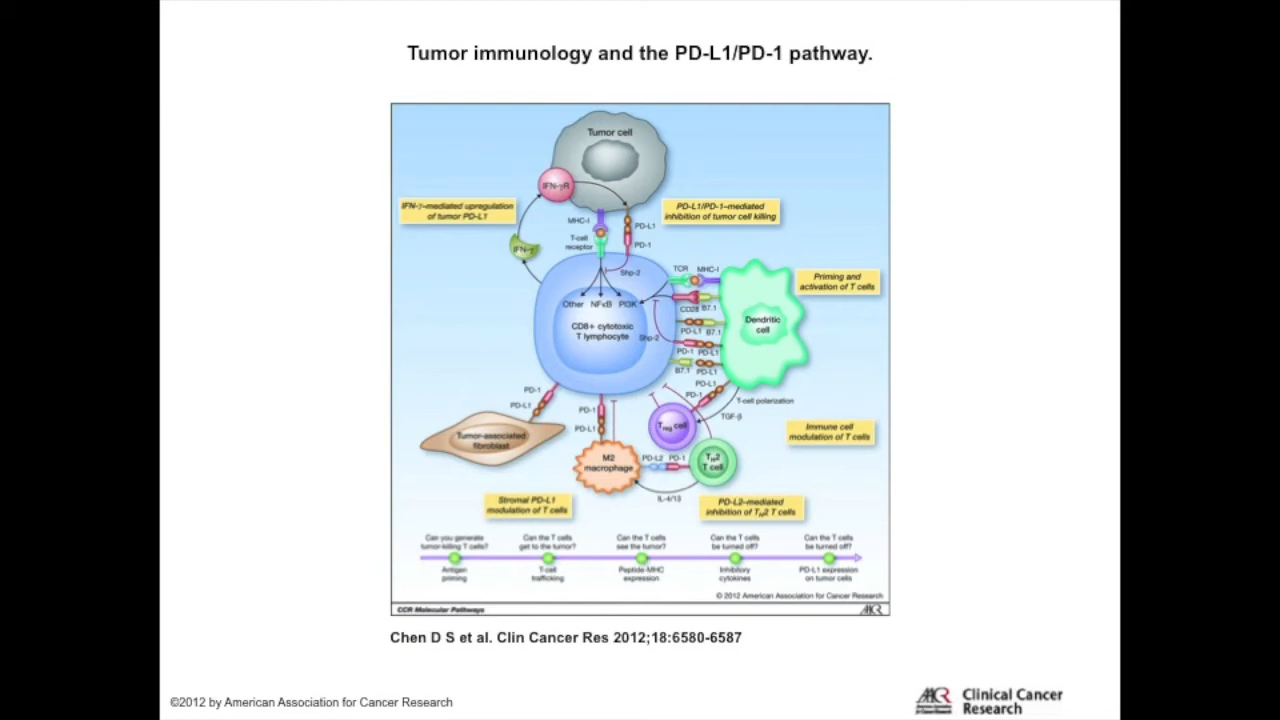 Tumor immunology and the PD-L1/PD-1 pathway.
Tumor cell
IFN-γR
IFN-γ–mediated upregulation
of tumor PD-L1
PD-L1/PD-1–mediated
inhibition of tumor cell killing
MHC-I
PD-L1
T-cell
receptor
PD-1
IFN-γ
Shp-2
TCR
MHC-I
Priming and
activation of T cells
Other
NFκB
PI3K
CD28
B7.1
CD8+ cytotoxic
T lymphocyte
Dendritic
cell
PD-L1
B7.1
Shp-2
PD-1
PD-L1
B7.1
PD-L1
PD-L1
PD-1
PD-1
PD-L1
T-cell polarization
TGF-β
PD-1
PD-L1
Treg cell
Immune cell
modulation of T cells
Tumor-associated
fibroblast
M2
macrophage
PD-L2
PD-1
TH2
T cell
IL-4/13
Stromal PD-L1
modulation of T cells
PD-L2–mediated
inhibition of TH2 T cells
Can you generate
tumor-killing T cells?
Can the T cells
get to the tumor?
Can the T cells
see the tumor?
Can the T cells
be turned off?
Can the T cells
be turned off?
Antigen
priming
T-cell
trafficking
Peptide-MHC
expression
Inhibitory
cytokines
PD-L1 expression
on tumor cells
© 2012 American Association for Cancer Research
CCR Molecular Pathways
AACR
Chen D S et al. Clin Cancer Res 2012;18:6580-6587
©2012 by American Association for Cancer Research
AACR
Clinical Cancer
Research